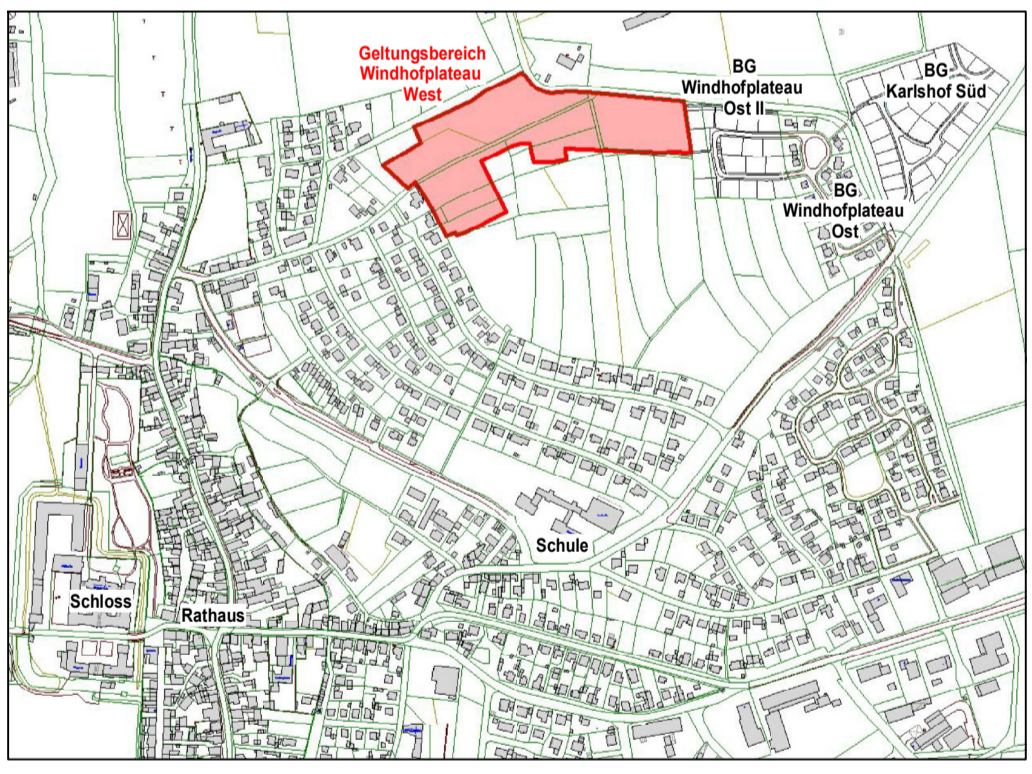 Geltungsbereich
Windhofplateau
West
BG
Windhofplateau
Ost II
BG
Karlshof Süd
BG
Windhofplateau
Ost
Schule
Schloss
Rathaus